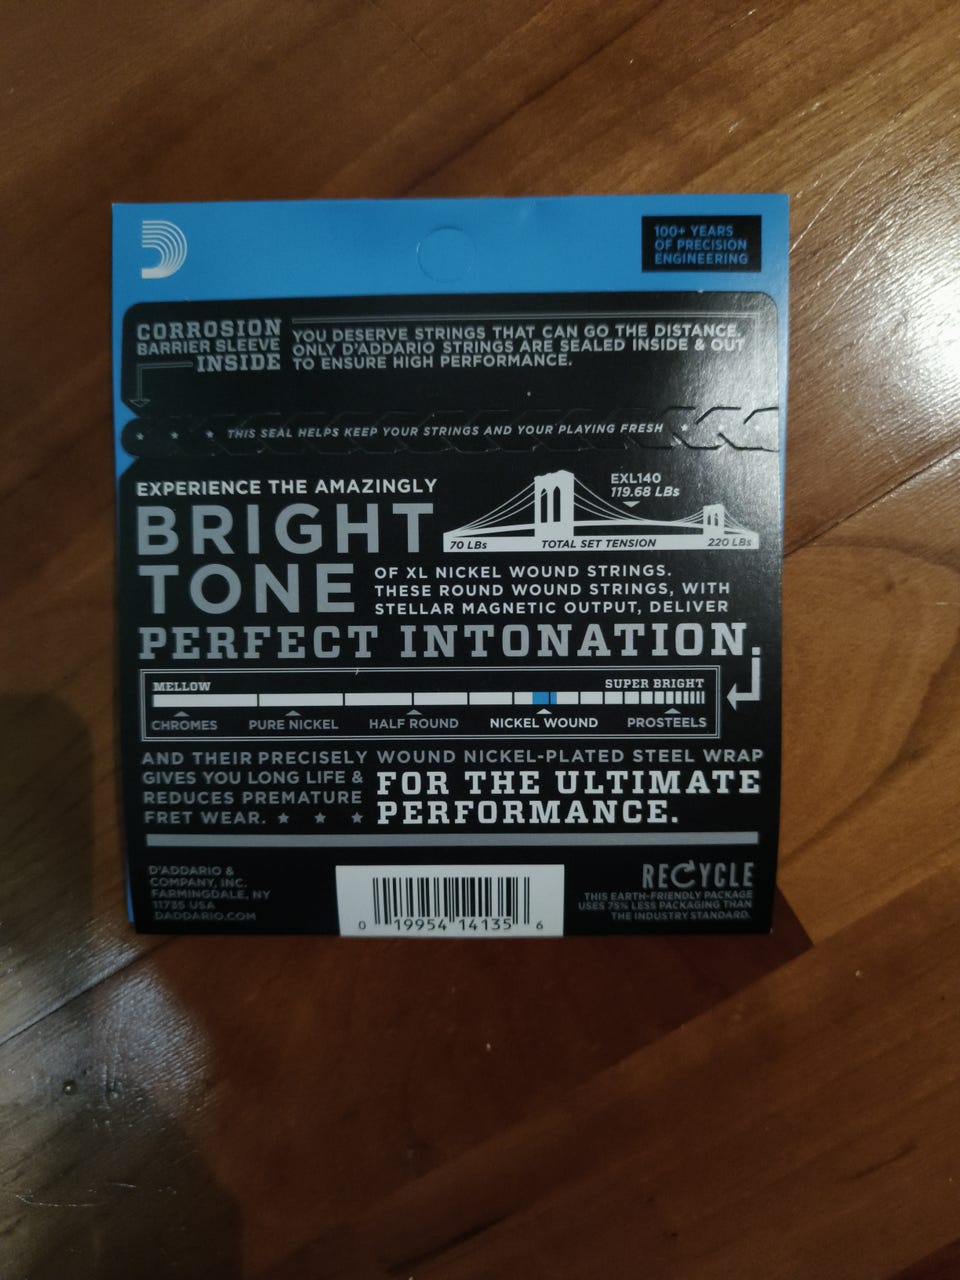 100+ YEARS
OF PRECISION
ENGINEERING
CORROSION
BARRIER SLEEVE
INSIDE
YOU DESERVE STRINGS THAT CAN GO THE DISTANCE.
ONLY D'ADDARIO STRINGS ARE SEALED INSIDE & OUT
TO ENSURE HIGH PERFORMANCE.
THIS SEAL HELPS KEEP YOUR STRINGS AND YOUR PLAYING FRESH
EXPERIENCE THE AMAZINGLY
BRIGHT
TONE
EXL140
119.68 LBs
70 LBs TOTAL SET TENSION 220 LBs
OF XL NICKEL WOUND STRINGS.
THESE ROUND WOUND STRINGS, WITH
STELLAR MAGNETIC OUTPUT, DELIVER
PERFECT INTONATION.
MELLOW SUPER BRIGHT
CHROMES PURE NICKEL HALF ROUND NICKEL WOUND PROSTEELS
AND THEIR PRECISELY WOUND NICKEL-PLATED STEEL WRAP
GIVES YOU LONG LIFE &
REDUCES PREMATURE
FRET WEAR.
FOR THE ULTIMATE
PERFORMANCE.
D'ADDARIO &
COMPANY, INC.
FARMINGDALE, NY
11735 USA
DADDARIO.COM
0 19954 14135 6
RECYCLE
THIS EARTH-FRIENDLY PACKAGE
USES 75% LESS PACKAGING THAN
THE INDUSTRY STANDARD.